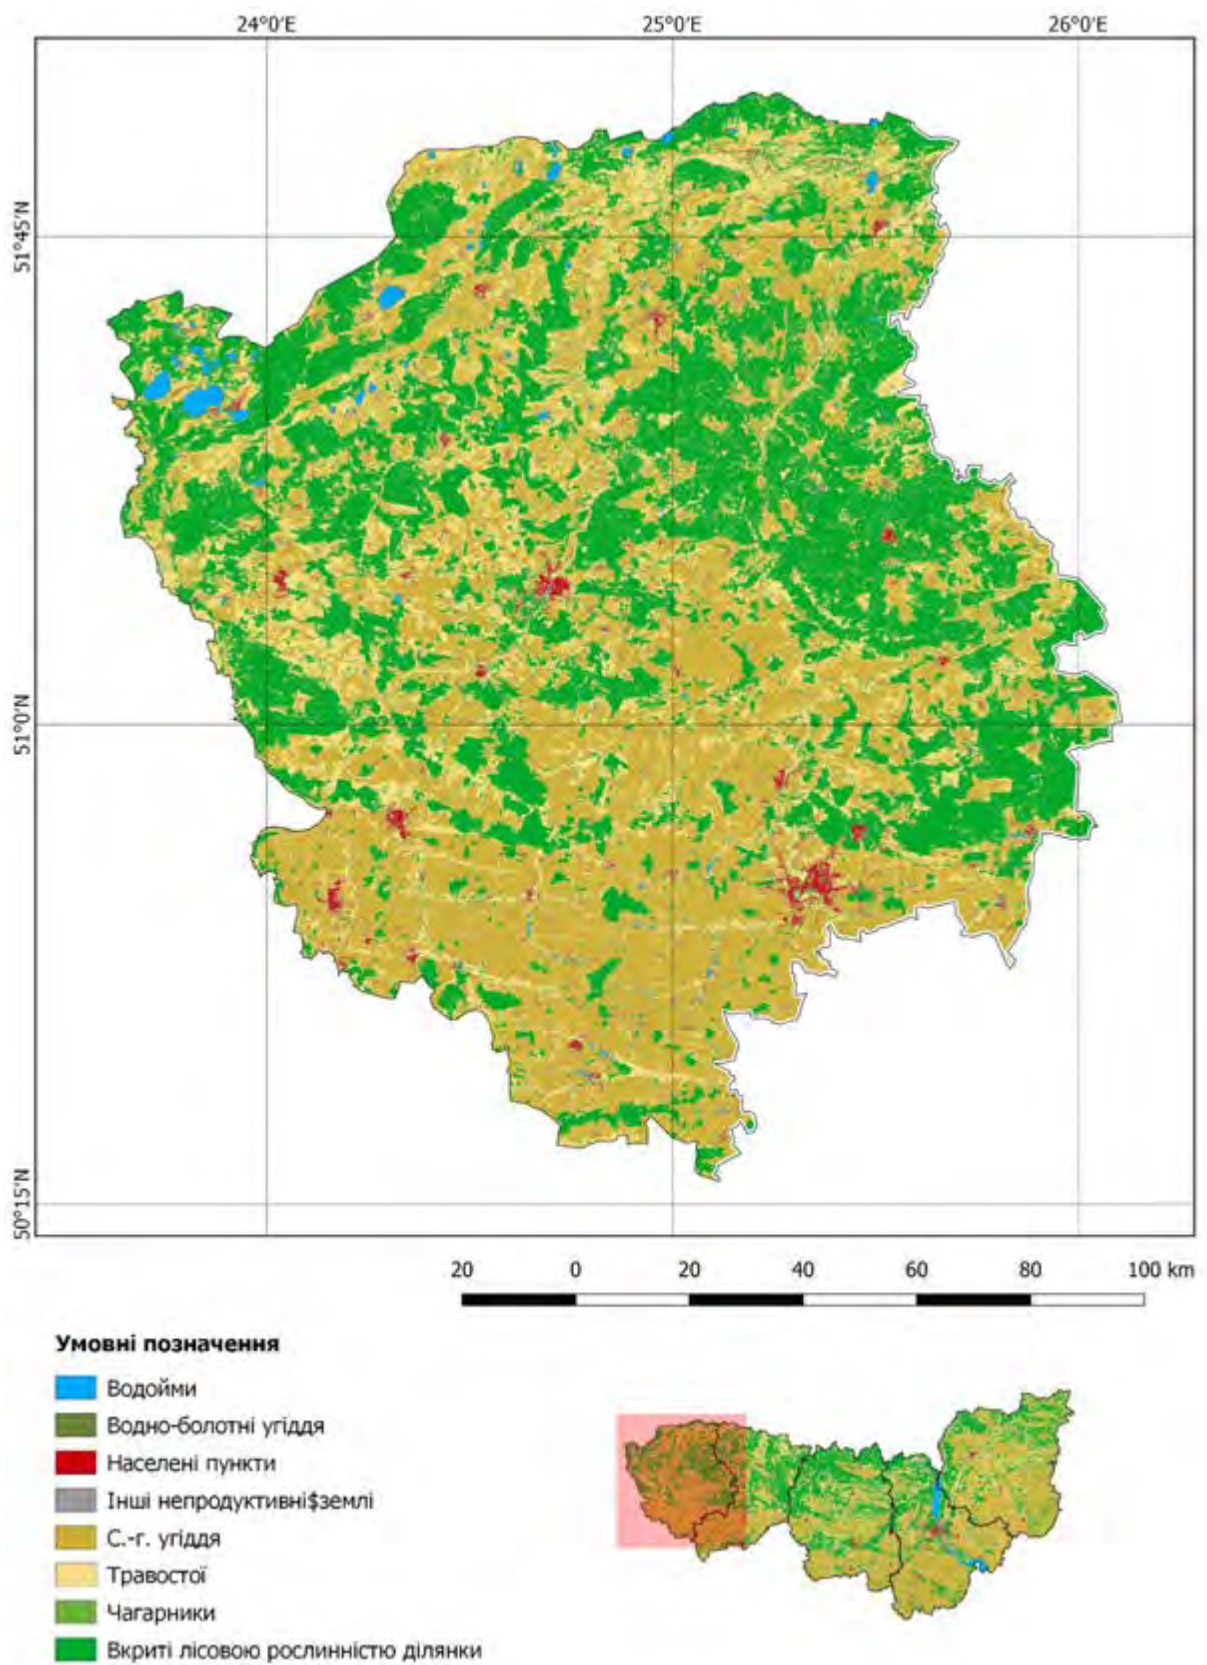 24°0'E 25°0'E 26°0'E
51°45'N
51°0'N
50°15'N
20 0 20 40 60 80 100 km
Умовні позначення
Водойми
Водно-болотні угіддя
Населені пункти
Інші непродуктивні$землі
С.-г. угіддя
Травостої
Чагарники
Вкриті лісовою рослинністю ділянки